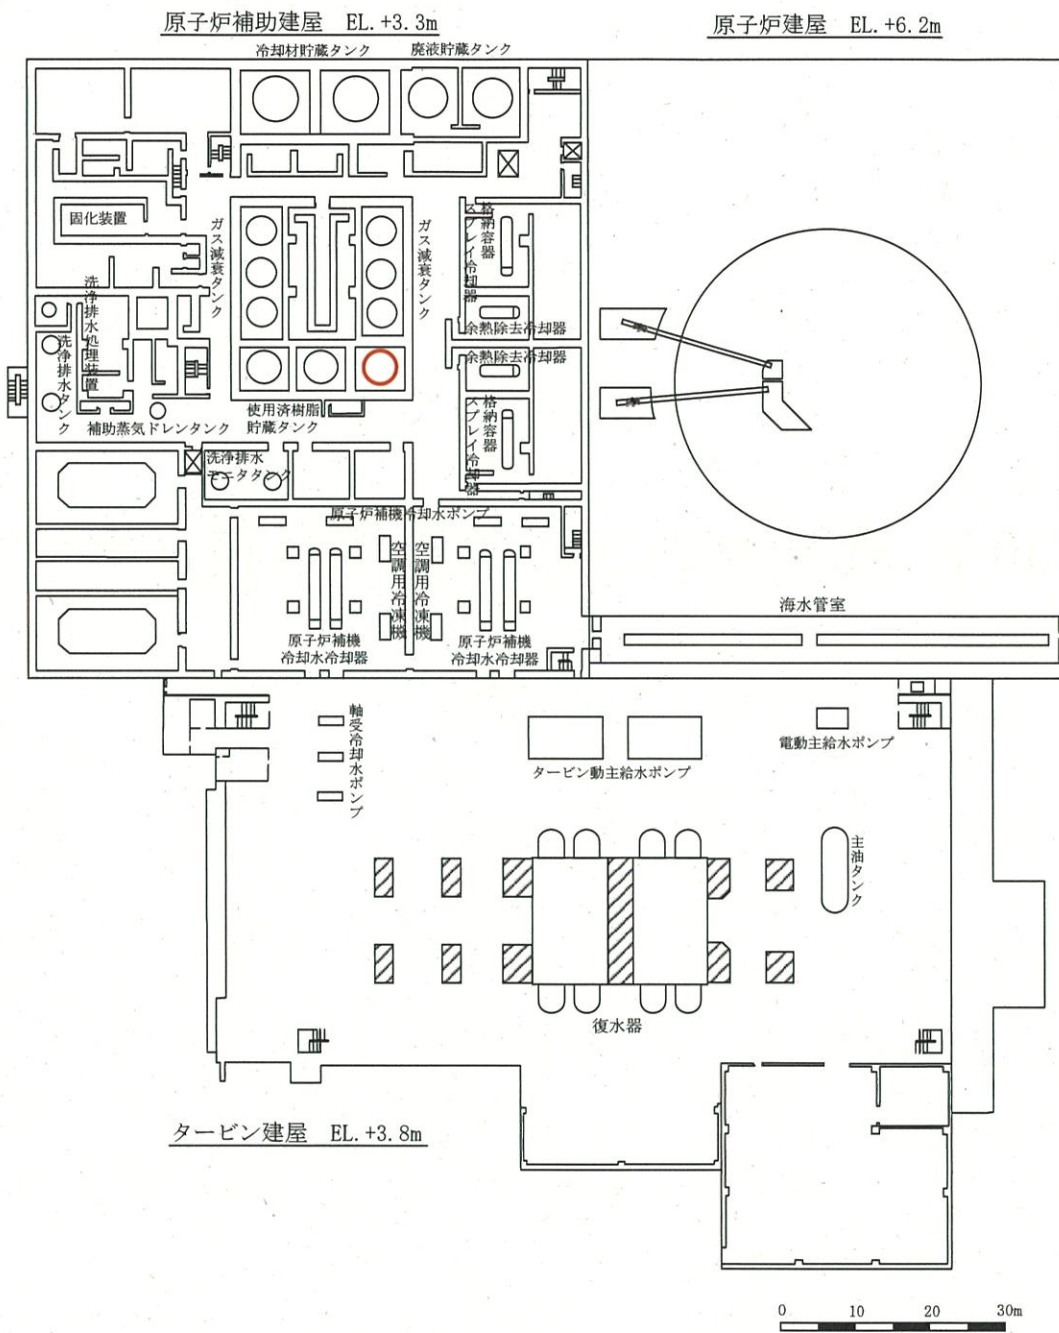 原子炉補助建屋 EL.+3.3m
原子炉建屋 EL.+6.2m
冷却材貯蔵タンク
廃液貯蔵タンク
固化装置
ガス減衰タンク
ガス減衰タンク
格納容器
スプレイ冷却器
洗浄排水処理装置
洗浄排水タンク
余熱除去冷却器
余熱除去冷却器
使用済樹脂
貯蔵タンク
補助蒸気ドレンタンク
格納容器
スプレイ冷却器
洗浄排水
モニタタンク
原子炉補機冷却水ポンプ
空調用冷凍機
空調用冷凍機
原子炉補機
冷却水冷却器
原子炉補機
冷却水冷却器
海水管室
軸受冷却水ポンプ
タービン動主給水ポンプ
電動主給水ポンプ
主油タンク
復水器
タービン建屋 EL.+3.8m
0 10 20 30m